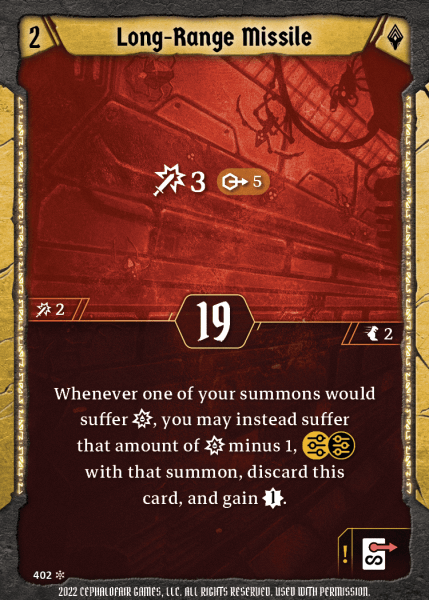 2
Long-Range Missile
3
5
2
19
2
Whenever one of your summons would
suffer , you may instead suffer
that amount of minus 1,
with that summon, discard this
card, and gain 1.
!
402
2022 CEPHALOFAIR GAMES, LLC. ALL RIGHTS RESERVED. USED WITH PERMISSION.